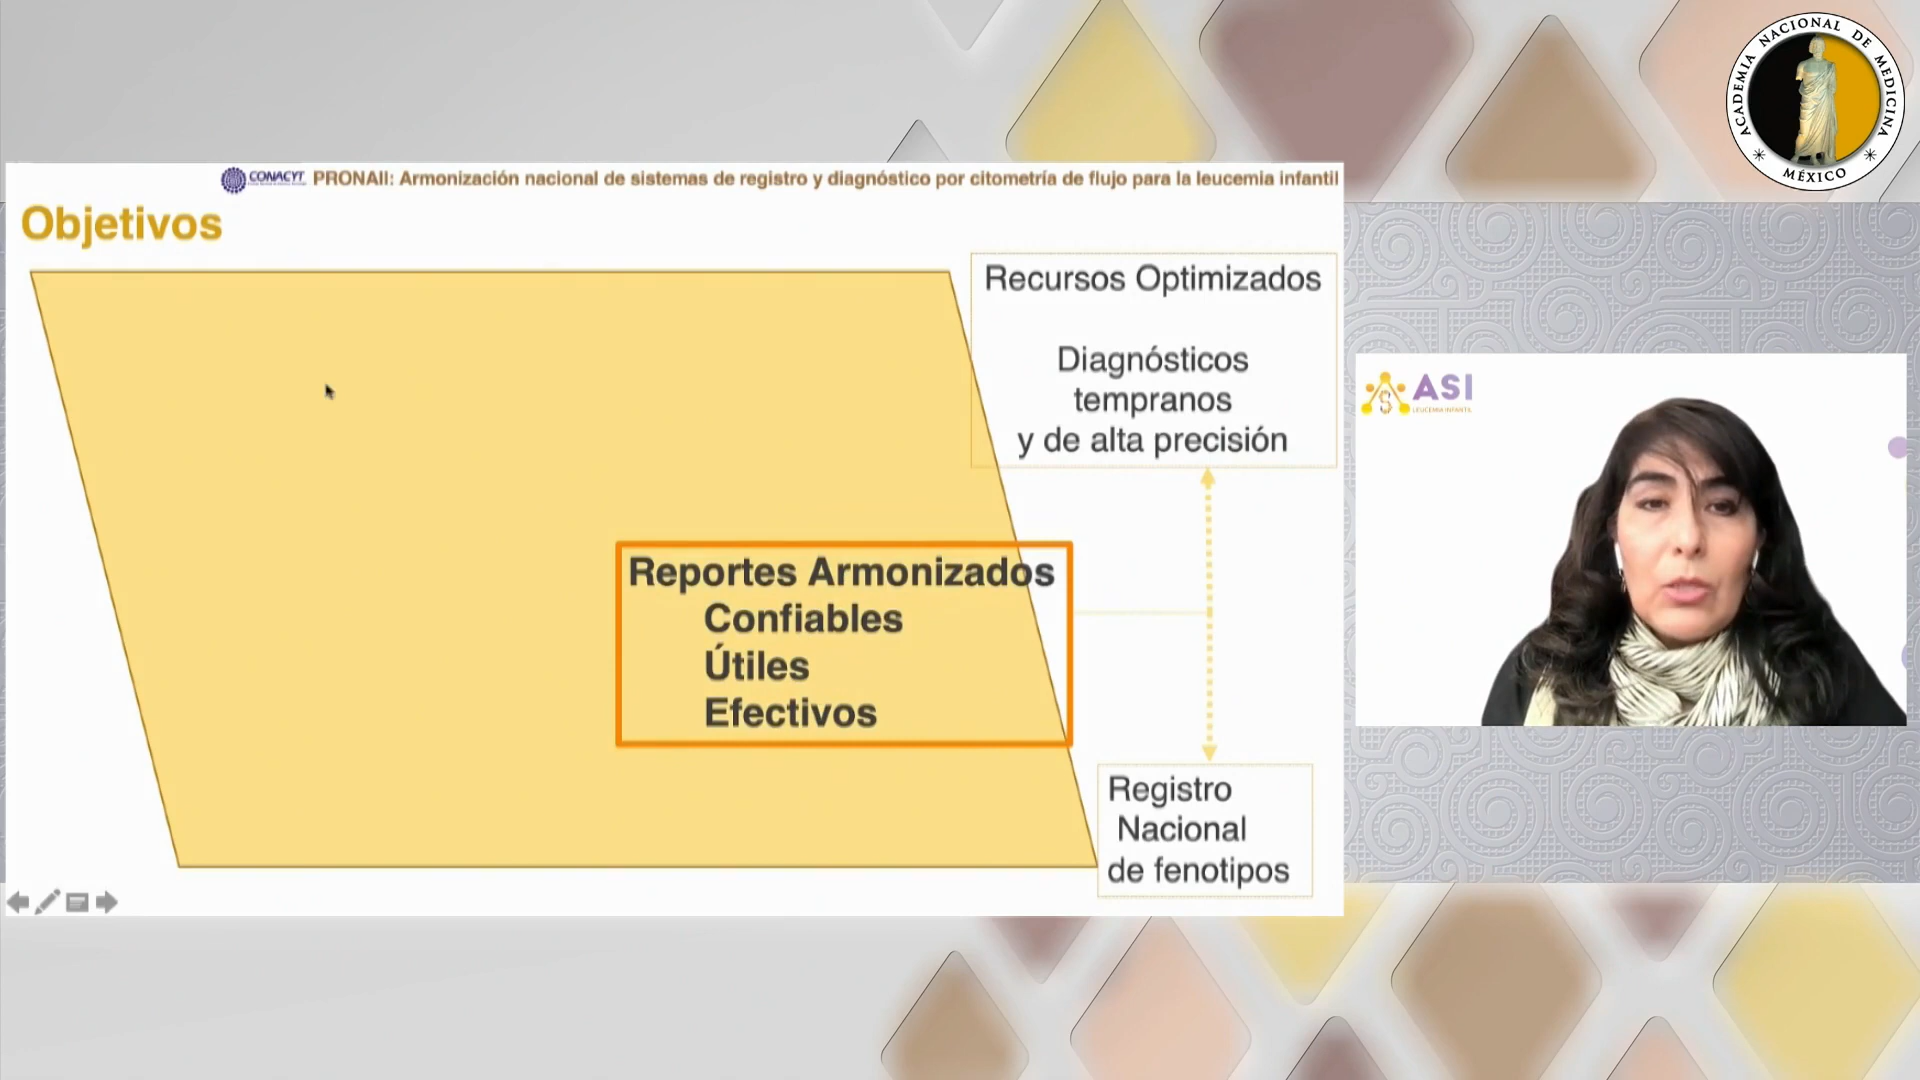 ACADEMIA NACIONAL DE MEDICINA
MÉXICO
CONACYT PRONAII: Armonización nacional de sistemas de registro y diagnóstico por citometría de flujo para la leucemia infantil
Objetivos
Recursos Optimizados
Diagnósticos
tempranos
y de alta precisión
Reportes Armonizados
Confiables
Útiles
Efectivos
Registro
Nacional
de fenotipos
ASI
LEUCEMIA INFANTIL